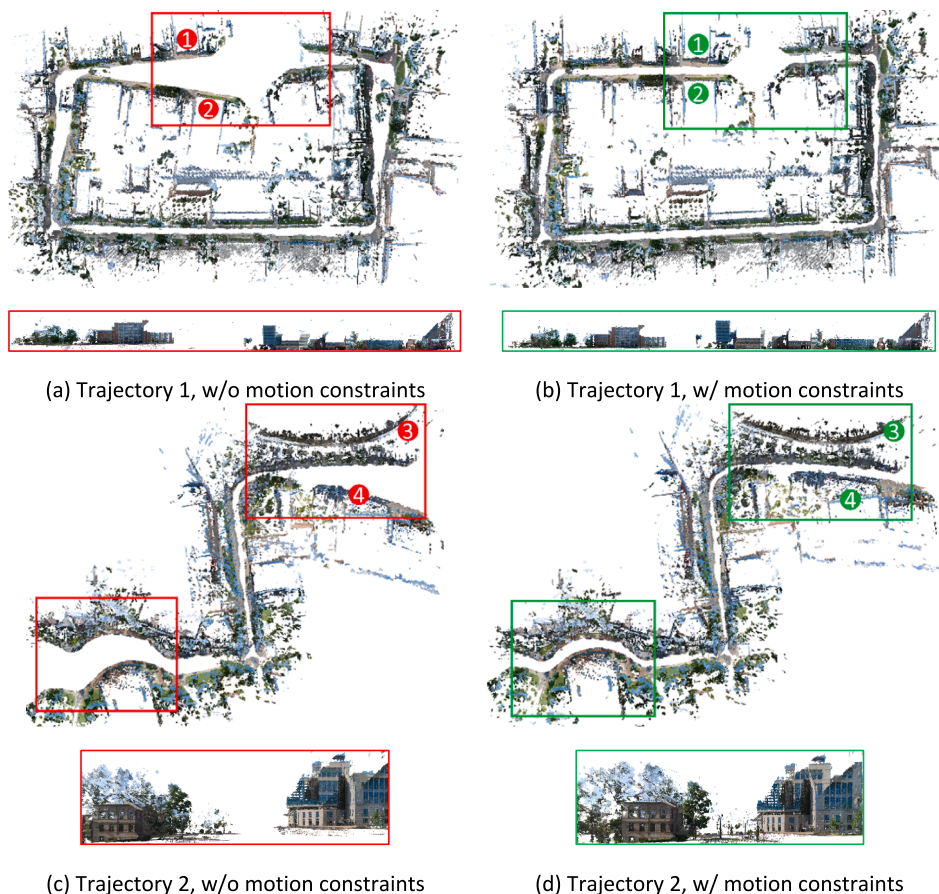 1
2
1
2
(a) Trajectory 1, w/o motion constraints
(b) Trajectory 1, w/ motion constraints
3
4
3
4
(c) Trajectory 2, w/o motion constraints
(d) Trajectory 2, w/ motion constraints